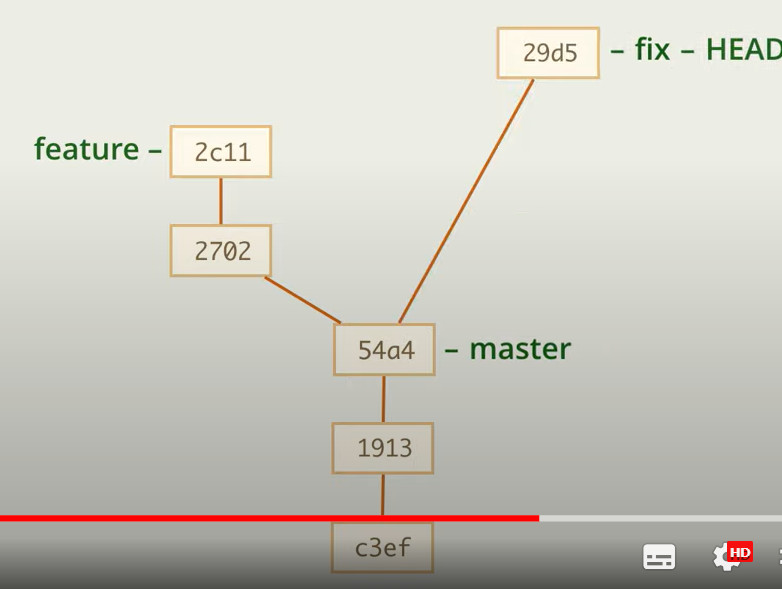 29d5 – fix – HEAD
feature – 2c11
2702
54a4 – master
1913
c3ef
HD